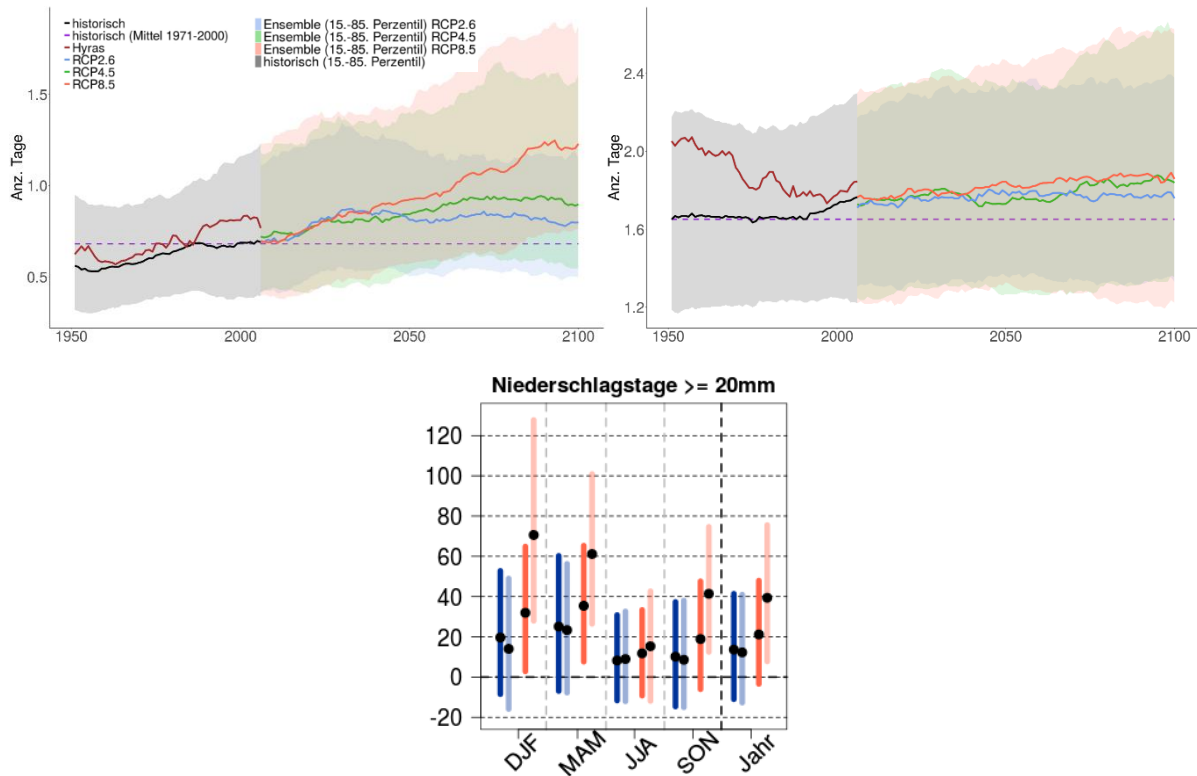 historisch
historisch (Mittel 1971-2000)
Hyras
RCP2.6
RCP4.5
RCP8.5
Ensemble (15.-85. Perzentil) RCP2.6
Ensemble (15.-85. Perzentil) RCP4.5
Ensemble (15.-85. Perzentil) RCP8.5
historisch (15.-85. Perzentil)
Anz. Tage
1.5
1.0
0.5
1950
2000
2050
2100
Anz. Tage
2.4
2.0
1.6
1.2
1950
2000
2050
2100
Niederschlagstage >= 20mm
120
100
80
60
40
20
0
-20
DJF
MAM
JJA
SON
Jahr